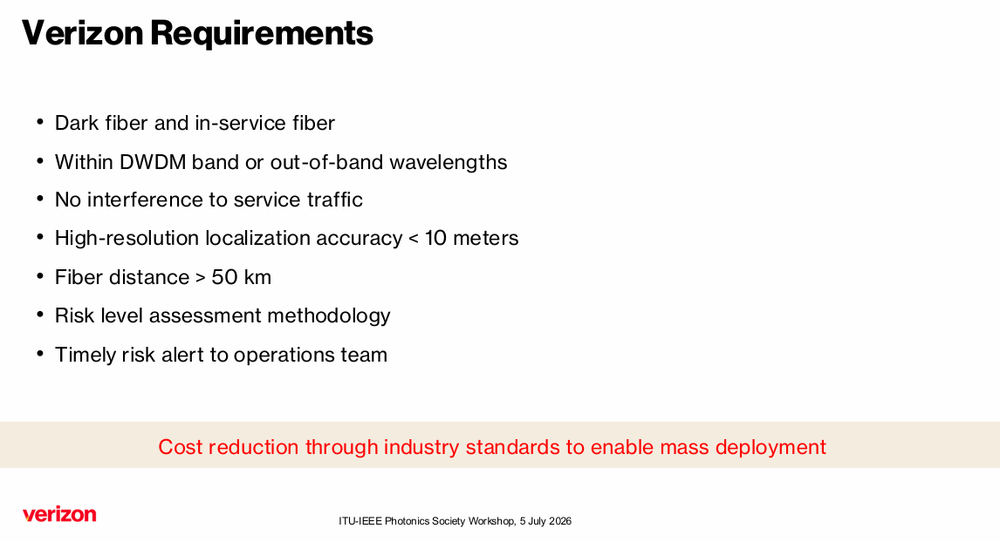 Verizon Requirements
• Dark fiber and in-service fiber
• Within DWDM band or out-of-band wavelengths
• No interference to service traffic
• High-resolution localization accuracy < 10 meters
• Fiber distance > 50 km
• Risk level assessment methodology
• Timely risk alert to operations team
Cost reduction through industry standards to enable mass deployment
verizon
ITU-IEEE Photonics Society Workshop, 5 July 2026